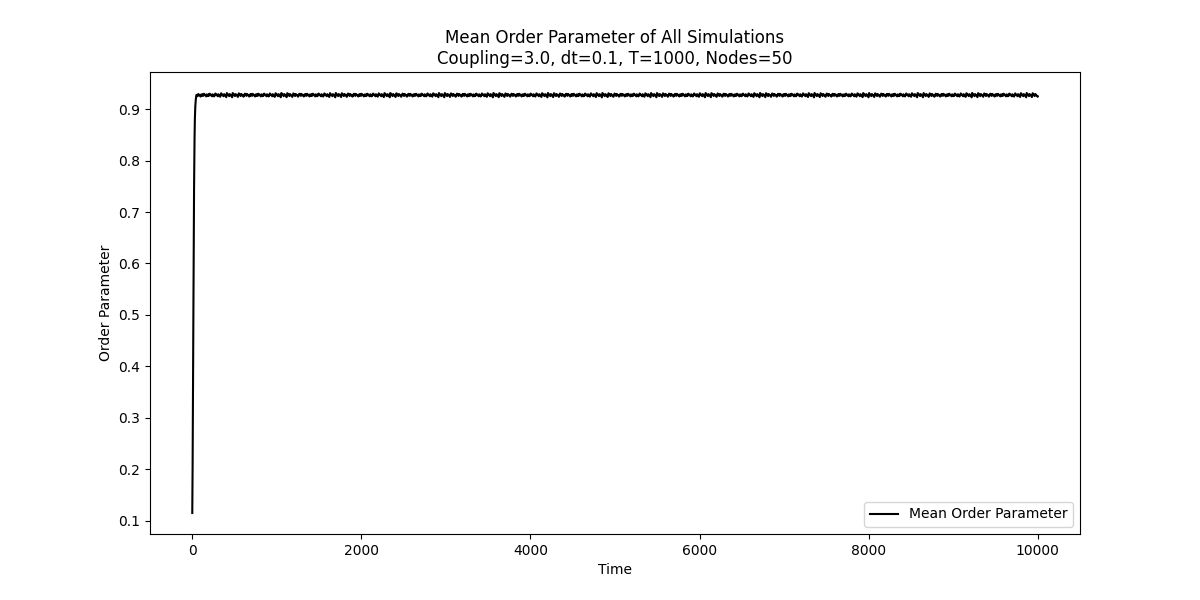 Mean Order Parameter of All Simulations
Coupling=3.0, dt=0.1, T=1000, Nodes=50
Order Parameter
0.9
0.8
0.7
0.6
0.5
0.4
0.3
0.2
0.1
Mean Order Parameter
0 2000 4000 6000 8000 10000
Time